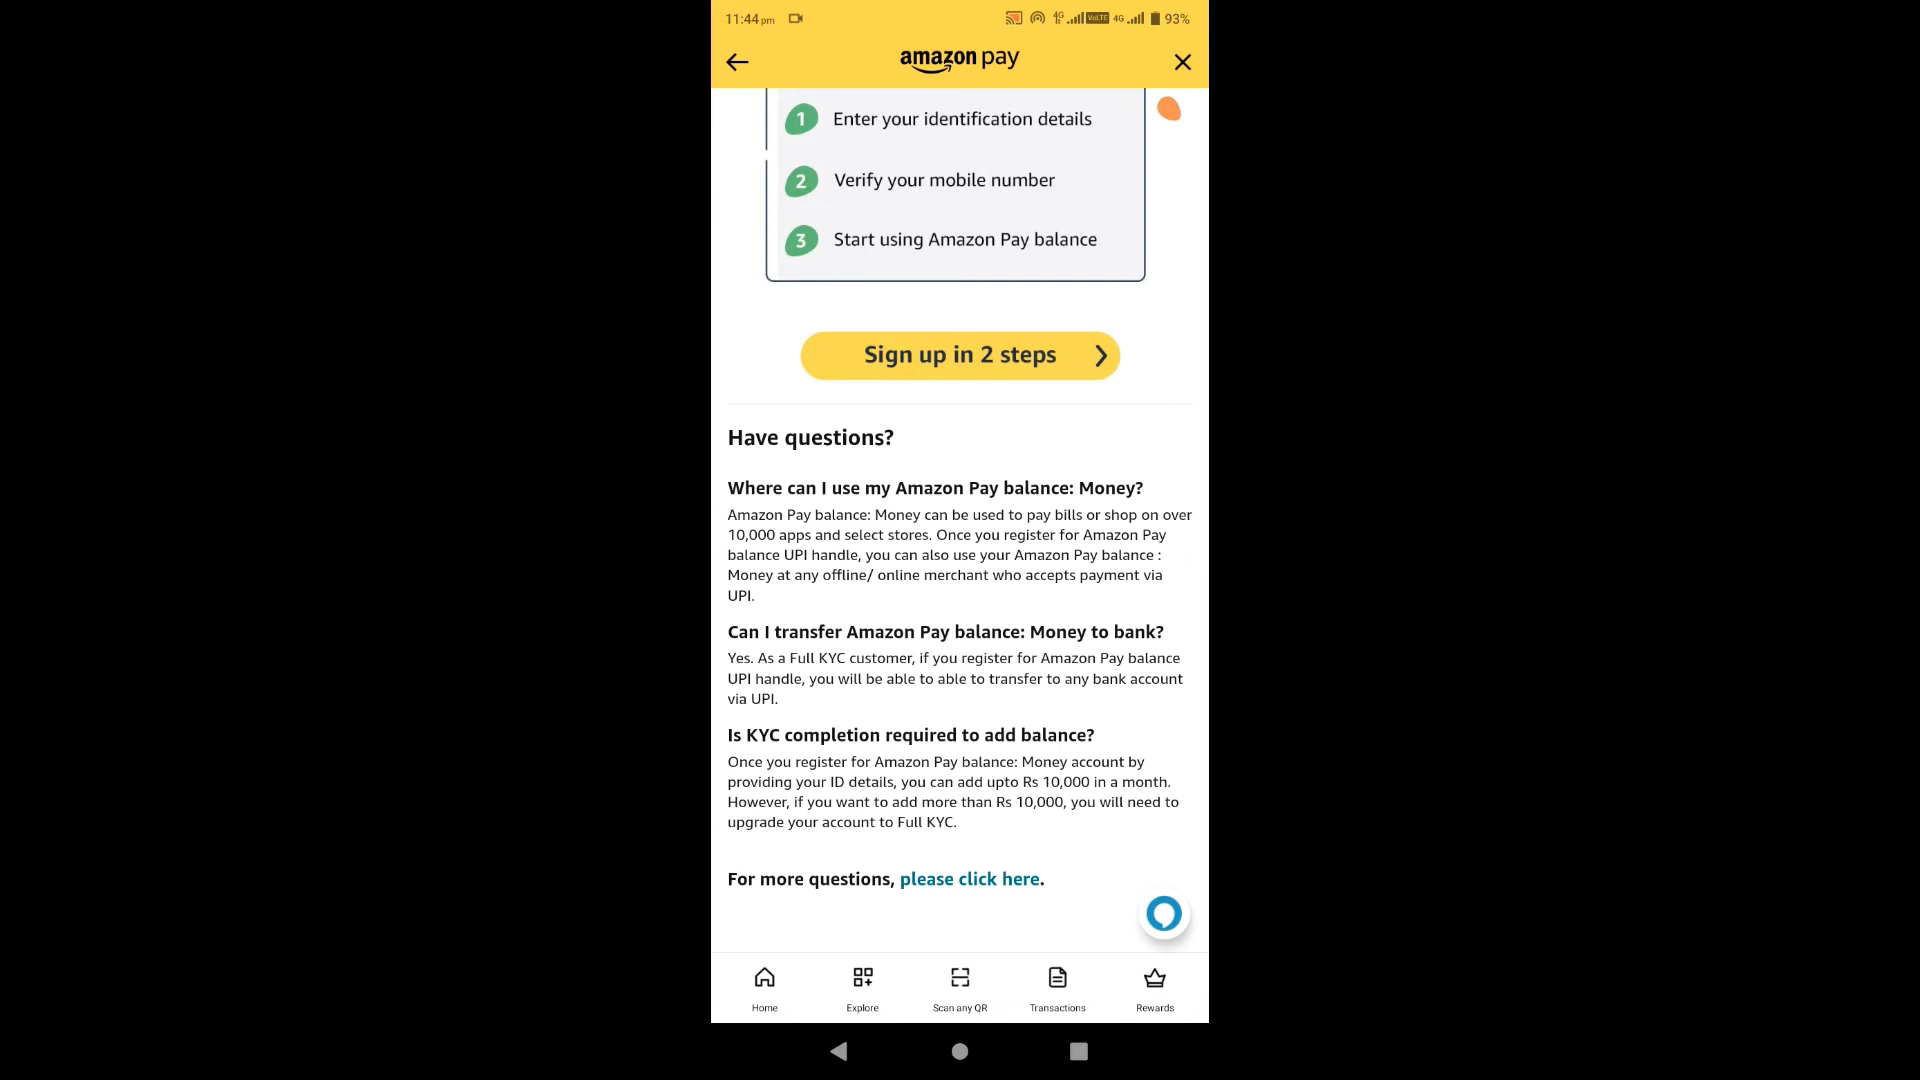 11:44 pm 4G VoLTE 4G 93%
amazon pay
1 Enter your identification details
2 Verify your mobile number
3 Start using Amazon Pay balance
Sign up in 2 steps
Have questions?
Where can I use my Amazon Pay balance: Money?
Amazon Pay balance: Money can be used to pay bills or shop on over
10,000 apps and select stores. Once you register for Amazon Pay
balance UPI handle, you can also use your Amazon Pay balance :
Money at any offline/ online merchant who accepts payment via
UPI.
Can I transfer Amazon Pay balance: Money to bank?
Yes. As a Full KYC customer, if you register for Amazon Pay balance
UPI handle, you will be able to able to transfer to any bank account
via UPI.
Is KYC completion required to add balance?
Once you register for Amazon Pay balance: Money account by
providing your ID details, you can add upto Rs 10,000 in a month.
However, if you want to add more than Rs 10,000, you will need to
upgrade your account to Full KYC.
For more questions, please click here.
Home Explore Scan any QR Transactions Rewards